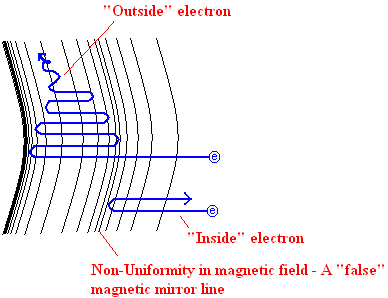 "Outside" electron
e
e
"Inside" electron
Non-Uniformity in magnetic field - A "false"
magnetic mirror line